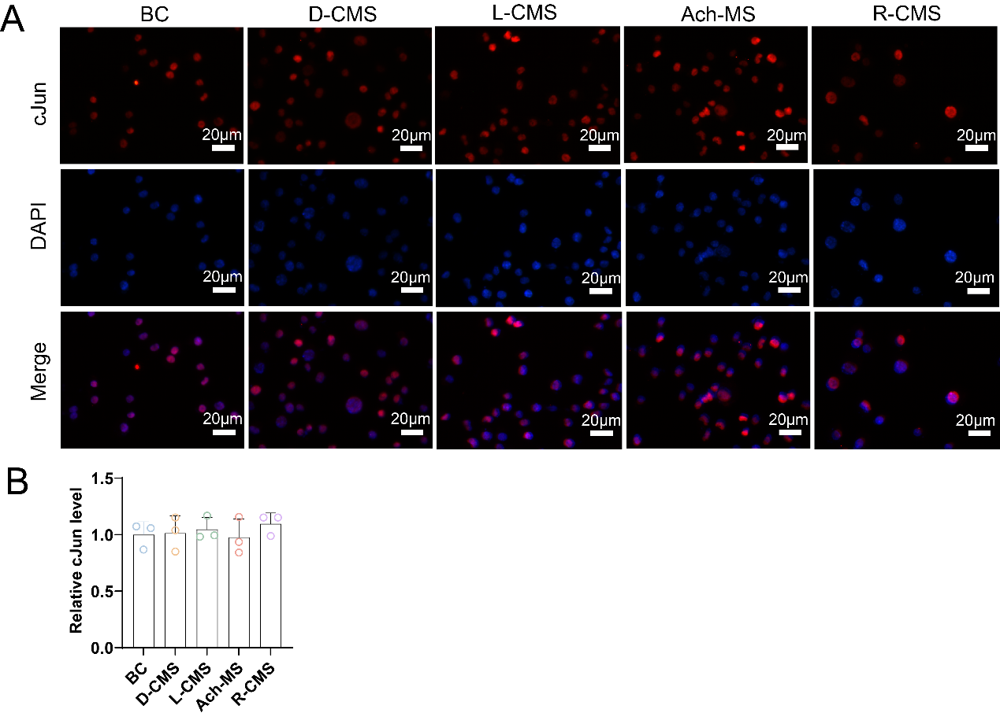 A
BC
D-CMS
L-CMS
Ach-MS
R-CMS
cJun
20μm
20μm
20μm
20μm
20μm
DAPI
20μm
20μm
20μm
20μm
20μm
Merge
20μm
20μm
20μm
20μm
20μm
B
Relative cJun level
1.5
1.0
0.5
0.0
BC
D-CMS
L-CMS
Ach-MS
R-CMS